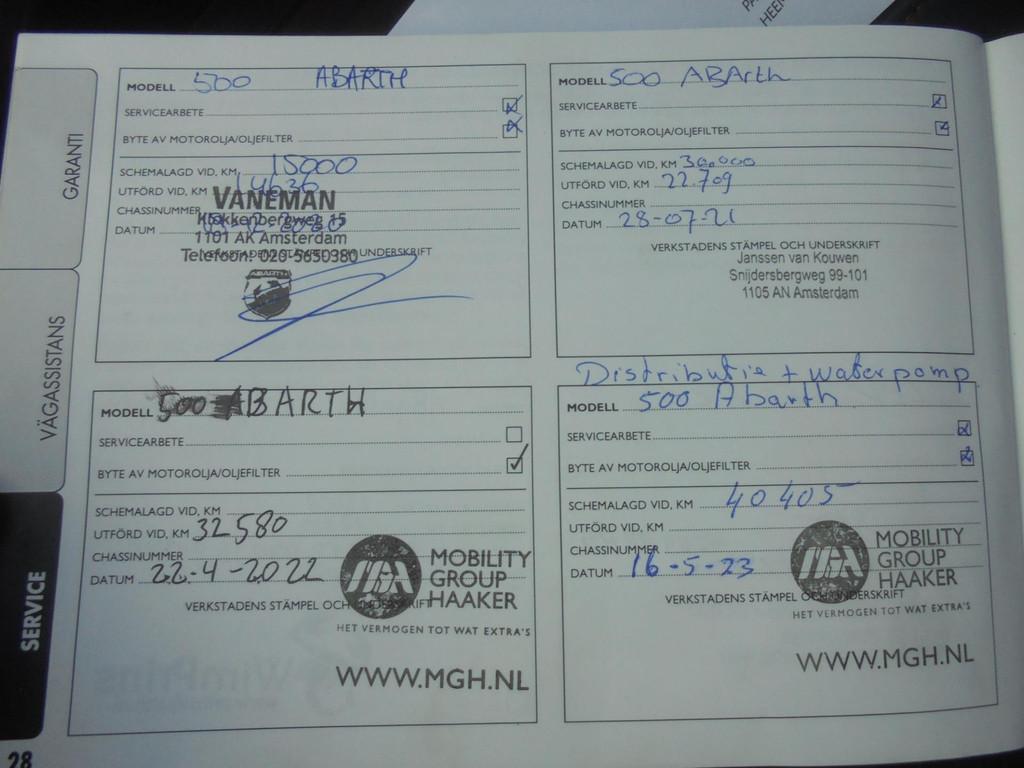 GARANTI
VÄGASSISTANS
SERVICE
28
MODELL 500 ABARTH
SERVICEARBETE
BYTE AV MOTOROLJA/OLJEFILTER
SCHEMALAGD VID, KM 15000
UTFÖRD VID, KM 14636
CHASSINUMMER
DATUM
VANEMAN
Klokkenbergweg 15
1101 AK Amsterdam
VERKSTADENS STÄMPEL OCH UNDERSKRIFT
Telefoon: 020-5650380
ABARTH
MODELL 500 ABArth
SERVICEARBETE
BYTE AV MOTOROLJA/OLJEFILTER
SCHEMALAGD VID, KM 30.000
UTFÖRD VID, KM 22.709
CHASSINUMMER
DATUM 28-07-21
VERKSTADENS STÄMPEL OCH UNDERSKRIFT
Janssen van Kouwen
Snijdersbergweg 99-101
1105 AN Amsterdam
MODELL 500 ABARTH
SERVICEARBETE
BYTE AV MOTOROLJA/OLJEFILTER
SCHEMALAGD VID, KM
UTFÖRD VID, KM 32580
CHASSINUMMER
DATUM 22-4-2022
VERKSTADENS STÄMPEL OCH UNDERSKRIFT
MOBILITY
GROUP
HAAKER
HET VERMOGEN TOT WAT EXTRA'S
WWW.MGH.NL
Distributie + waterpomp
MODELL 500 Abarth
SERVICEARBETE
BYTE AV MOTOROLJA/OLJEFILTER
SCHEMALAGD VID, KM 40405
UTFÖRD VID, KM
CHASSINUMMER
DATUM 16-5-23
VERKSTADENS STÄMPEL OCH UNDERSKRIFT
MOBILITY
GROUP
HAAKER
HET VERMOGEN TOT WAT EXTRA'S
WWW.MGH.NL